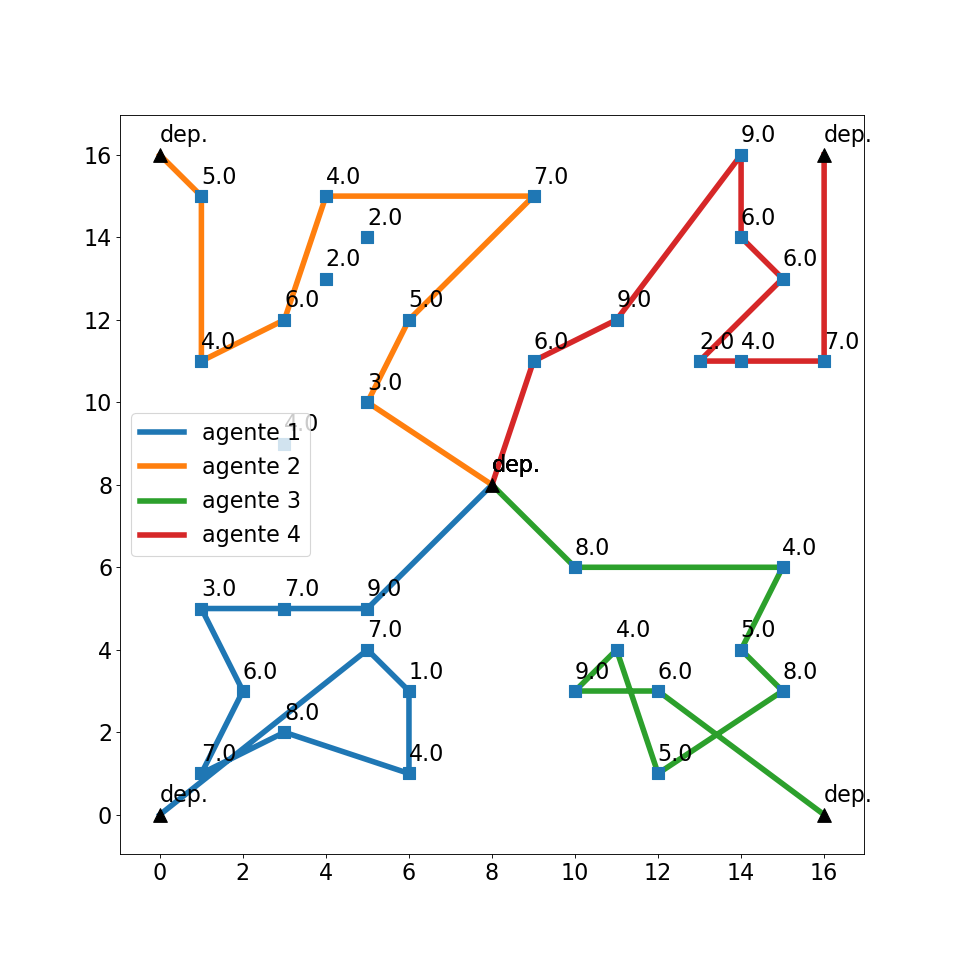 dep. 9.0 dep.
16
5.0 4.0 7.0
2.0 6.0
14
2.0 6.0
6.0 5.0 9.0
12
4.0 6.0 2.0 4.0 7.0
3.0
10
4.0
agente 1
agente 2
dep. dep.
8
agente 3
agente 4
8.0 4.0
6
3.0 7.0 9.0
7.0 4.0 5.0
4
6.0 1.0 9.0 6.0 8.0
8.0
2
7.0 4.0 5.0
dep. dep.
0
0 2 4 6 8 10 12 14 16